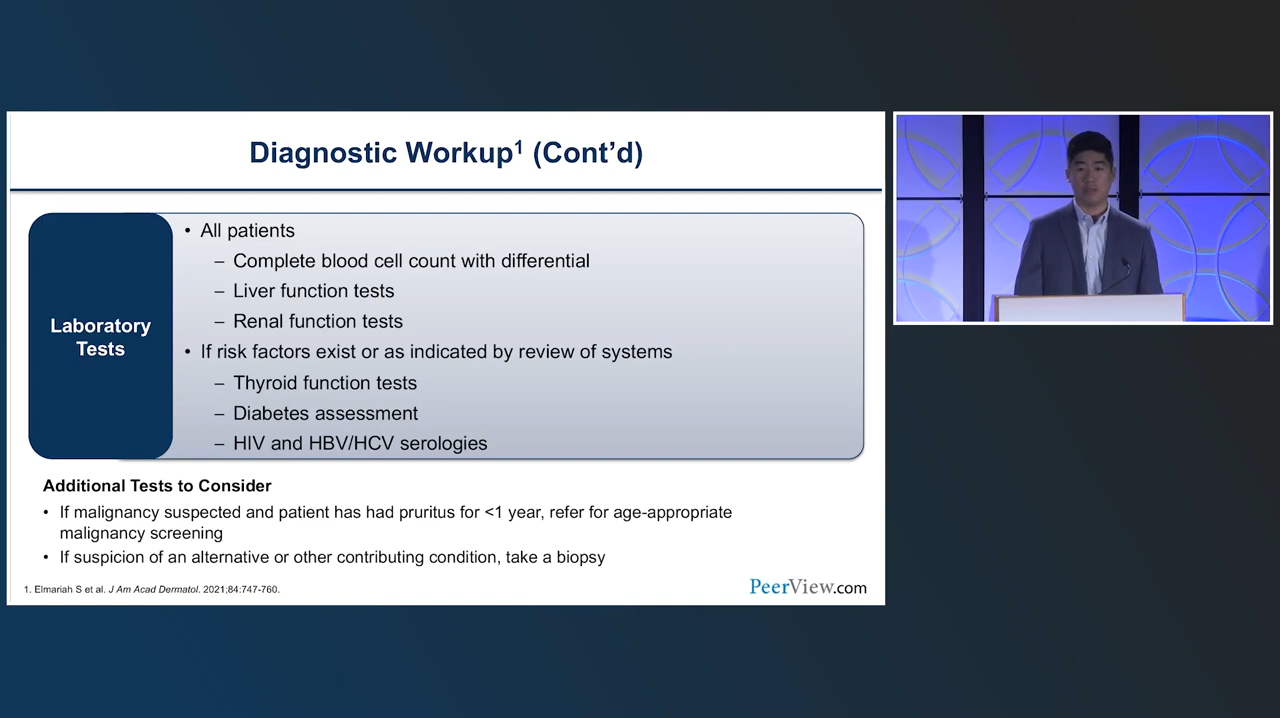 Diagnostic Workup¹ (Cont’d)
Laboratory
Tests
• All patients
– Complete blood cell count with differential
– Liver function tests
– Renal function tests
• If risk factors exist or as indicated by review of systems
– Thyroid function tests
– Diabetes assessment
– HIV and HBV/HCV serologies
Additional Tests to Consider
• If malignancy suspected and patient has had pruritus for <1 year, refer for age-appropriate
malignancy screening
• If suspicion of an alternative or other contributing condition, take a biopsy
1. Elmariah S et al. J Am Acad Dermatol. 2021;84:747-760.
PeerView.com